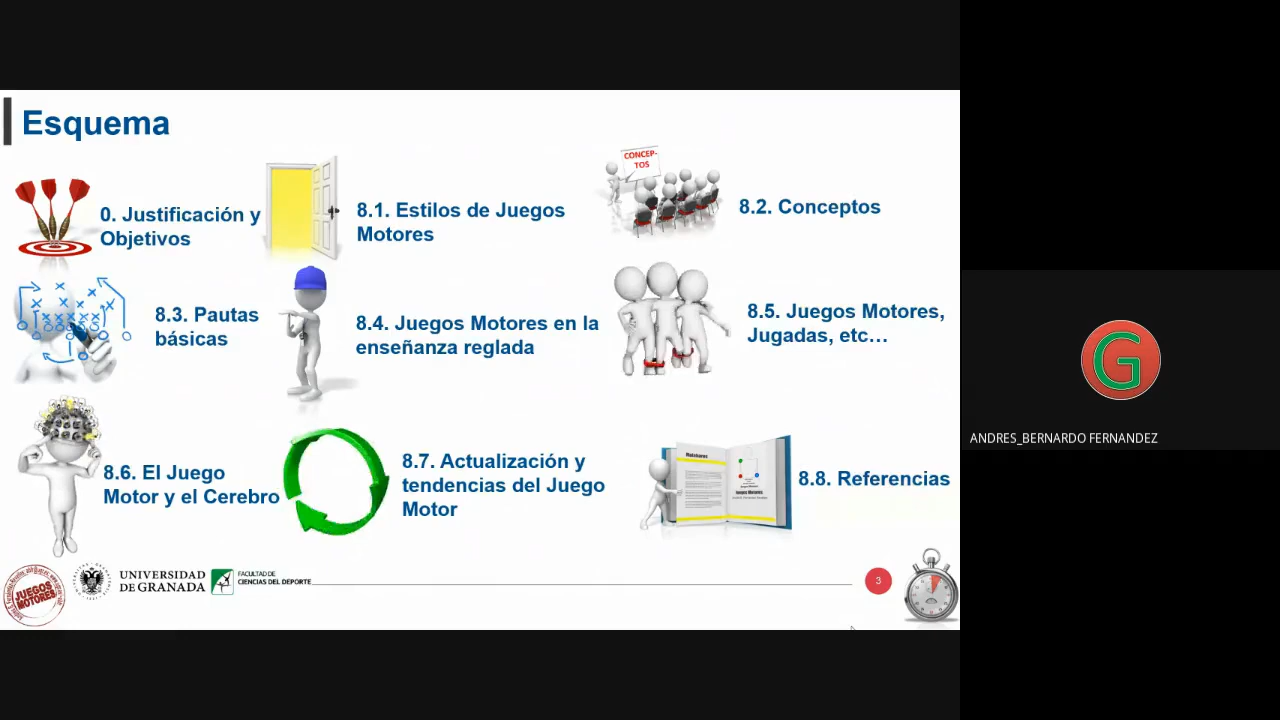 Esquema
CONCEP-
TOS
0. Justificación y
Objetivos
8.1. Estilos de Juegos
Motores
8.2. Conceptos
8.3. Pautas
básicas
8.4. Juegos Motores en la
enseñanza reglada
8.5. Juegos Motores,
Jugadas, etc…
8.6. El Juego
Motor y el Cerebro
8.7. Actualización y
tendencias del Juego
Motor
8.8. Referencias
JUEGOS
MOTORES
UNIVERSIDAD
DE GRANADA
FACULTAD DE
CIENCIAS DEL DEPORTE
3
G
ANDRES_BERNARDO FERNANDEZ